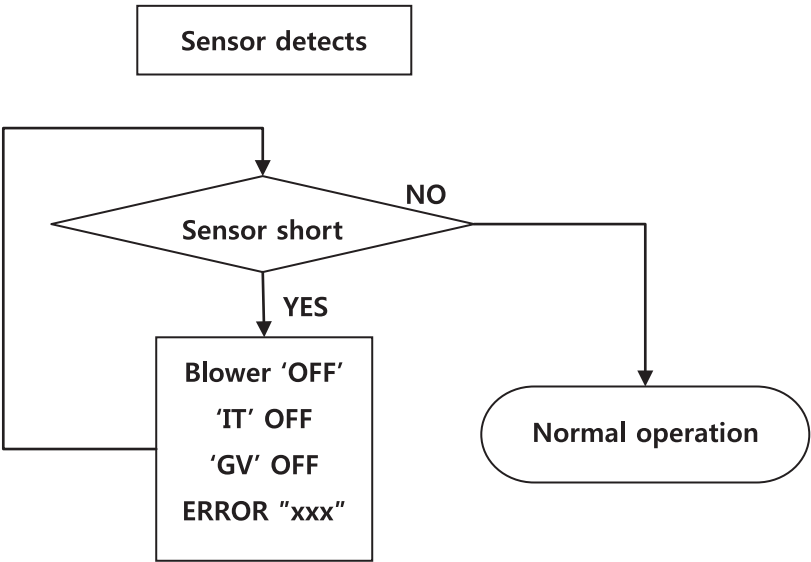 Sensor detects
NO
Sensor short
YES
Blower ‘OFF’
‘IT’ OFF
‘GV’ OFF
ERROR ”xxx”
Normal operation